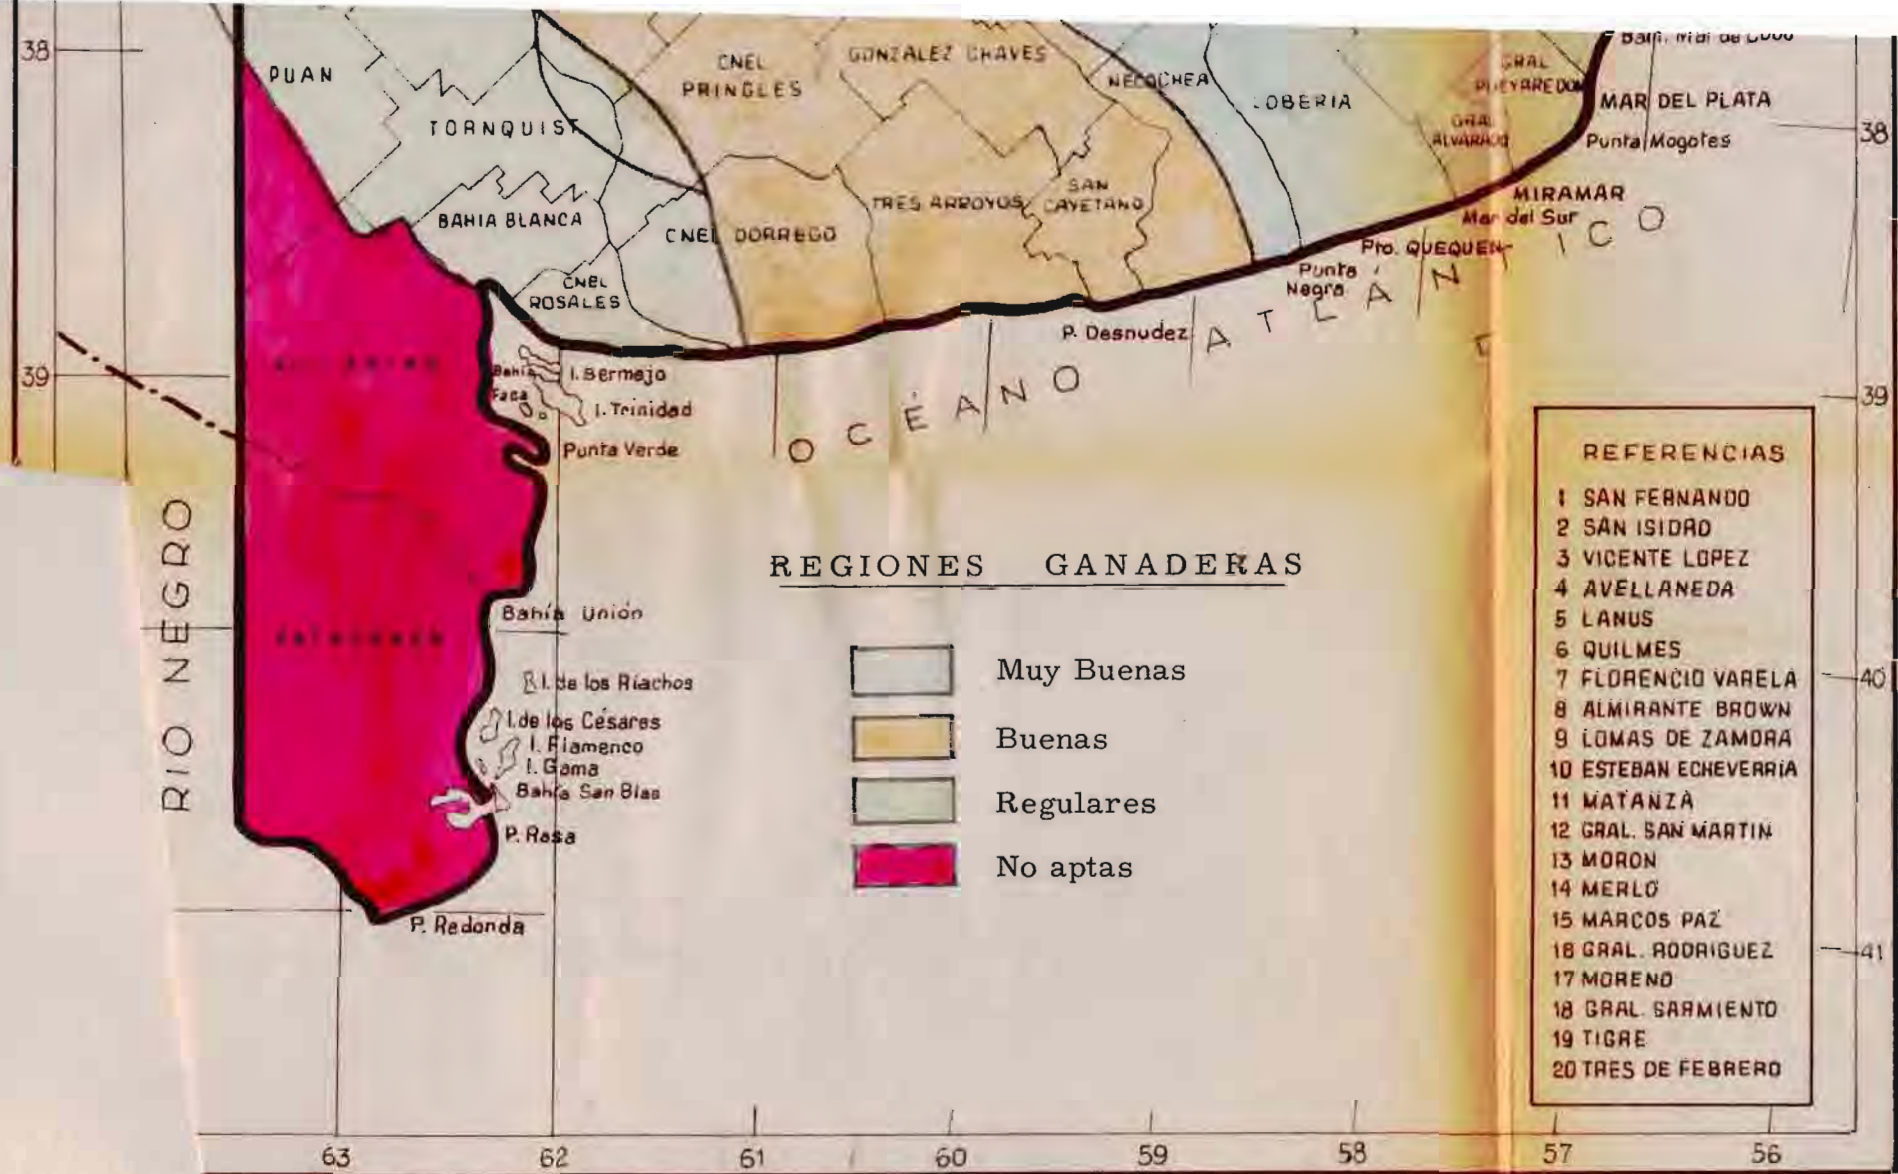 38
PUAN
TORNQUIST
BAHIA BLANCA
CNEL
ROSALES
CNEL
PRINGLES
GONZALEZ CHAVES
CNEL DORREGO
TRES ARROYOS
SAN
CAYETANO
NECOCHEA
LOBERIA
GRAL
PUEYRREDON
GRAL
ALVARADO
MAR DEL PLATA
38
Punta Mogotes
MIRAMAR
Mar del Sur
Pto. QUEQUEN
Punta
Negra
P. Desnudez
OCÉANO ATLÁNTICO
39
39
Bahía
I. Bermejo
I. Trinidad
Punta Verde
RIO NEGRO
Bahía Unión
I. de los Riachos
I. de los Césares
I. Flamenco
I. Gama
Bahía San Blas
P. Rasa
P. Redonda
REGIONES GANADERAS
Muy Buenas
Buenas
Regulares
No aptas
REFERENCIAS
1 SAN FERNANDO
2 SAN ISIDRO
3 VICENTE LOPEZ
4 AVELLANEDA
5 LANUS
6 QUILMES
7 FLORENCIO VARELA
8 ALMIRANTE BROWN
9 LOMAS DE ZAMORA
10 ESTEBAN ECHEVERRÍA
11 MATANZA
12 GRAL. SAN MARTIN
13 MORON
14 MERLO
15 MARCOS PAZ
16 GRAL. RODRIGUEZ
17 MORENO
18 GRAL. SARMIENTO
19 TIGRE
20 TRES DE FEBRERO
40
41
63 62 61 60 59 58 57 56